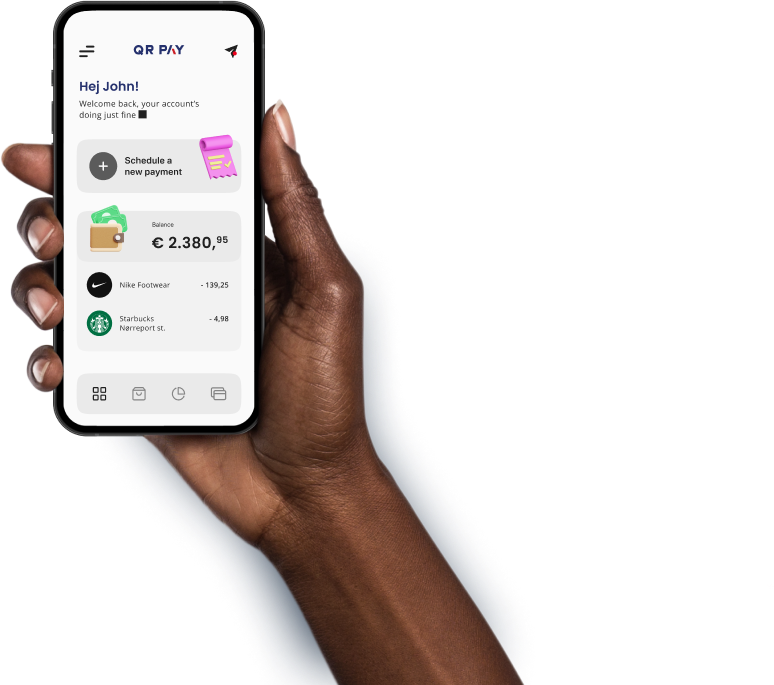 QR PAY
Hej John!
Welcome back, your account's
doing just fine
Schedule a
new payment
Balance
€ 2.380,95
Nike Footwear - 139,25
Starbucks - 4,98
Nørreport st.